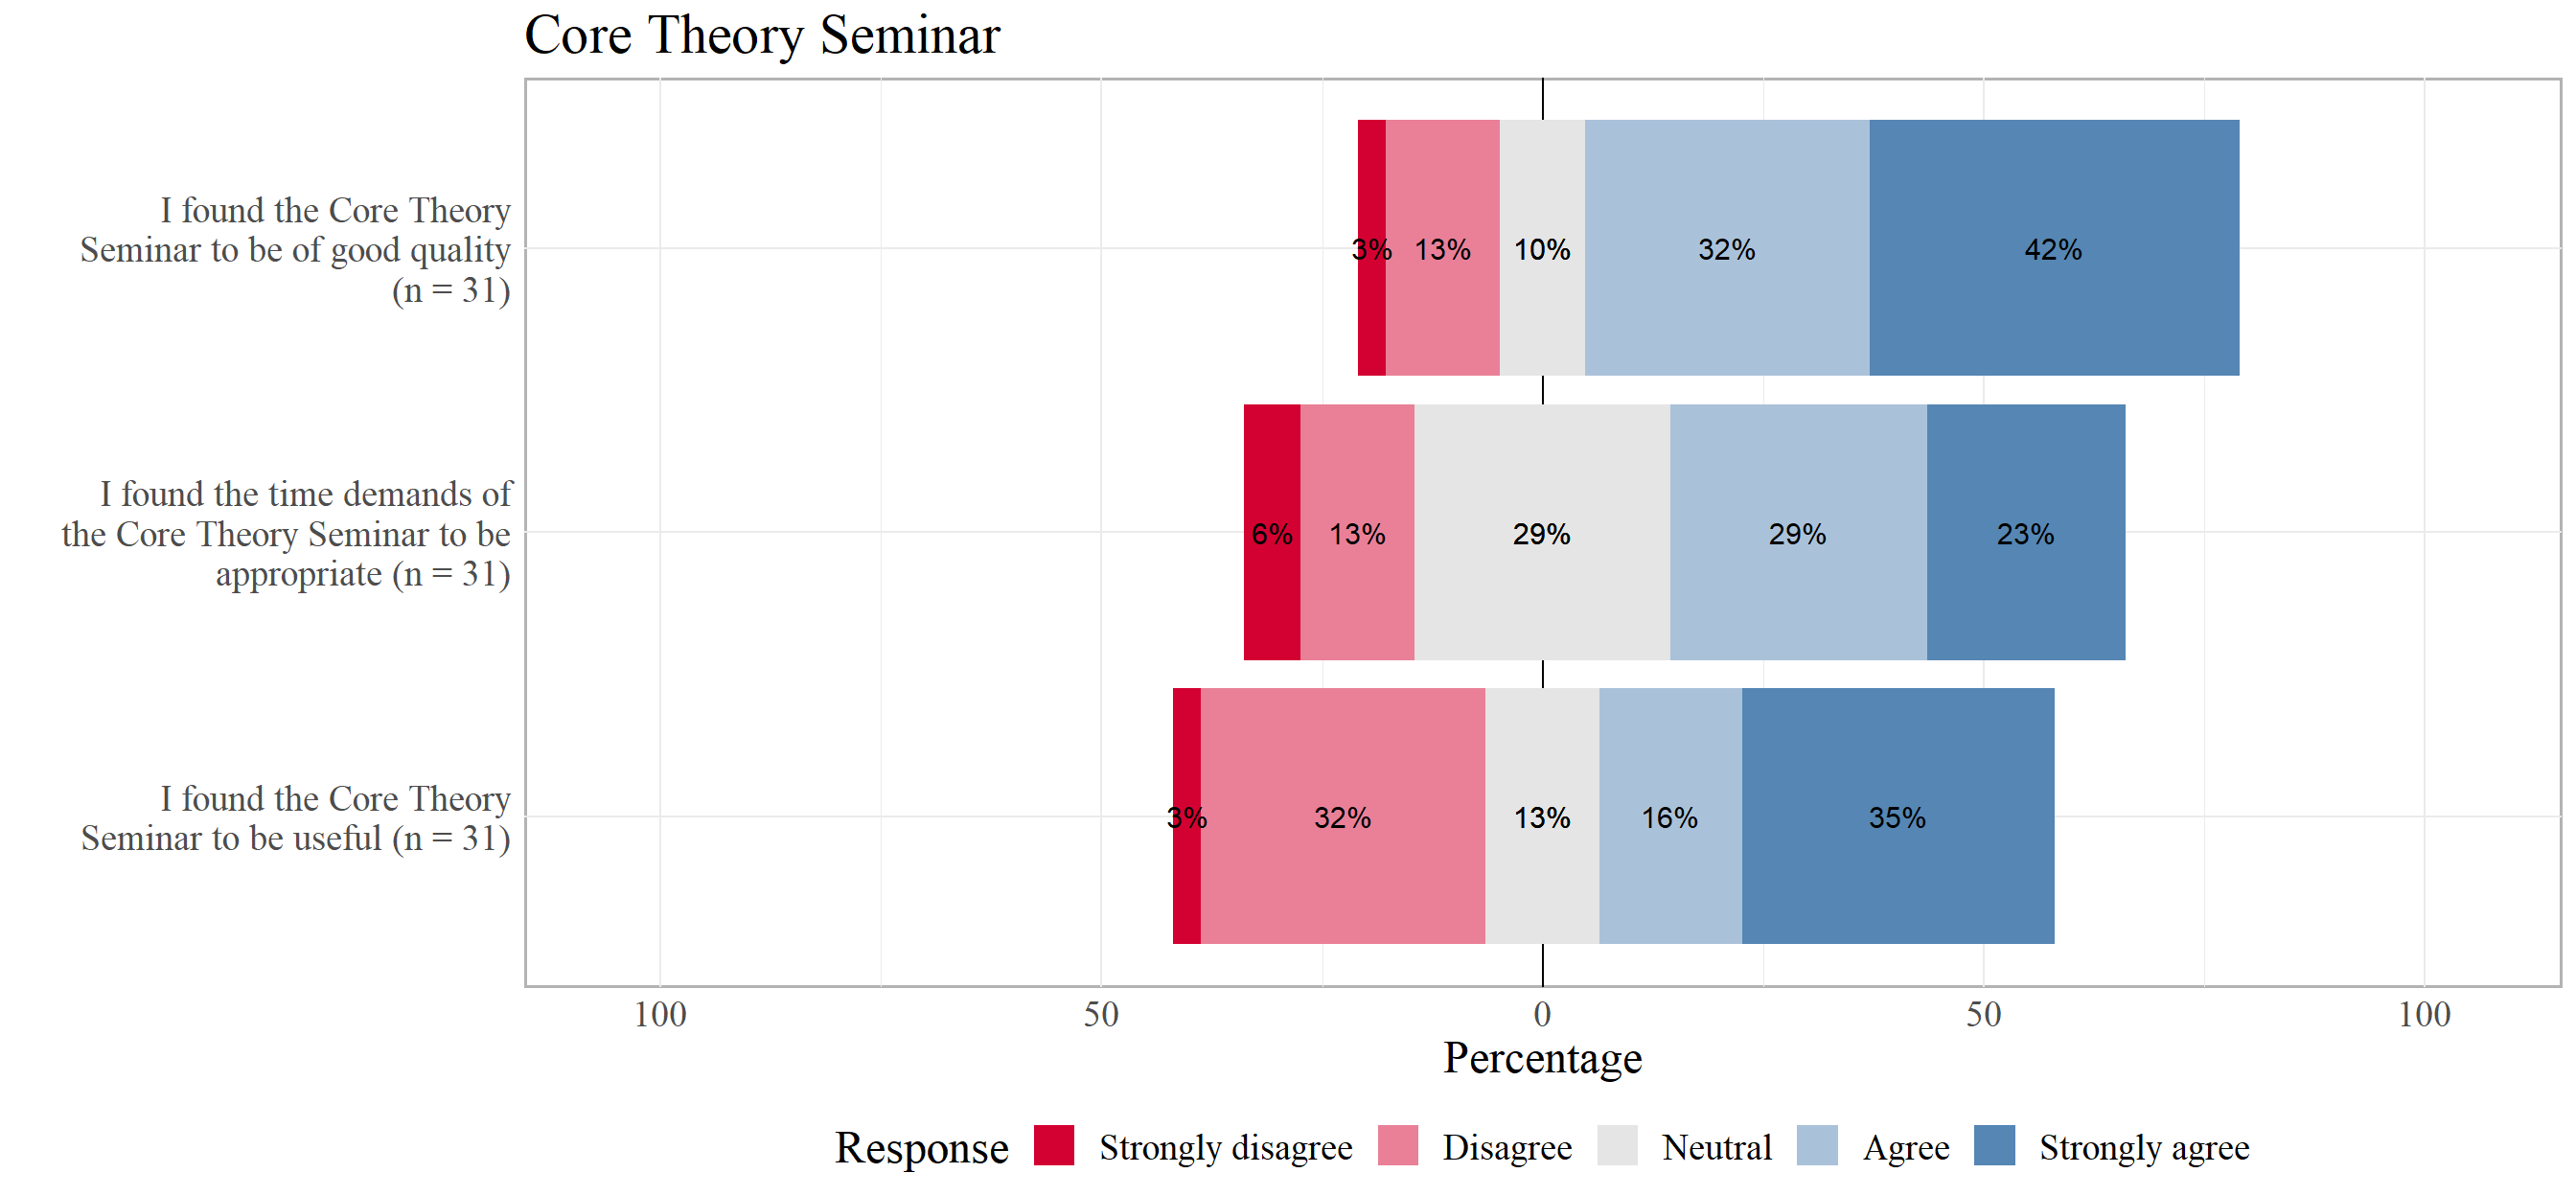 Core Theory Seminar
I found the Core Theory
Seminar to be of good quality
(n = 31)
3% 13% 10% 32% 42%
I found the time demands of
the Core Theory Seminar to be
appropriate (n = 31)
6% 13% 29% 29% 23%
I found the Core Theory
Seminar to be useful (n = 31)
3% 32% 13% 16% 35%
100 50 0 50 100
Percentage
Response Strongly disagree Disagree Neutral Agree Strongly agree